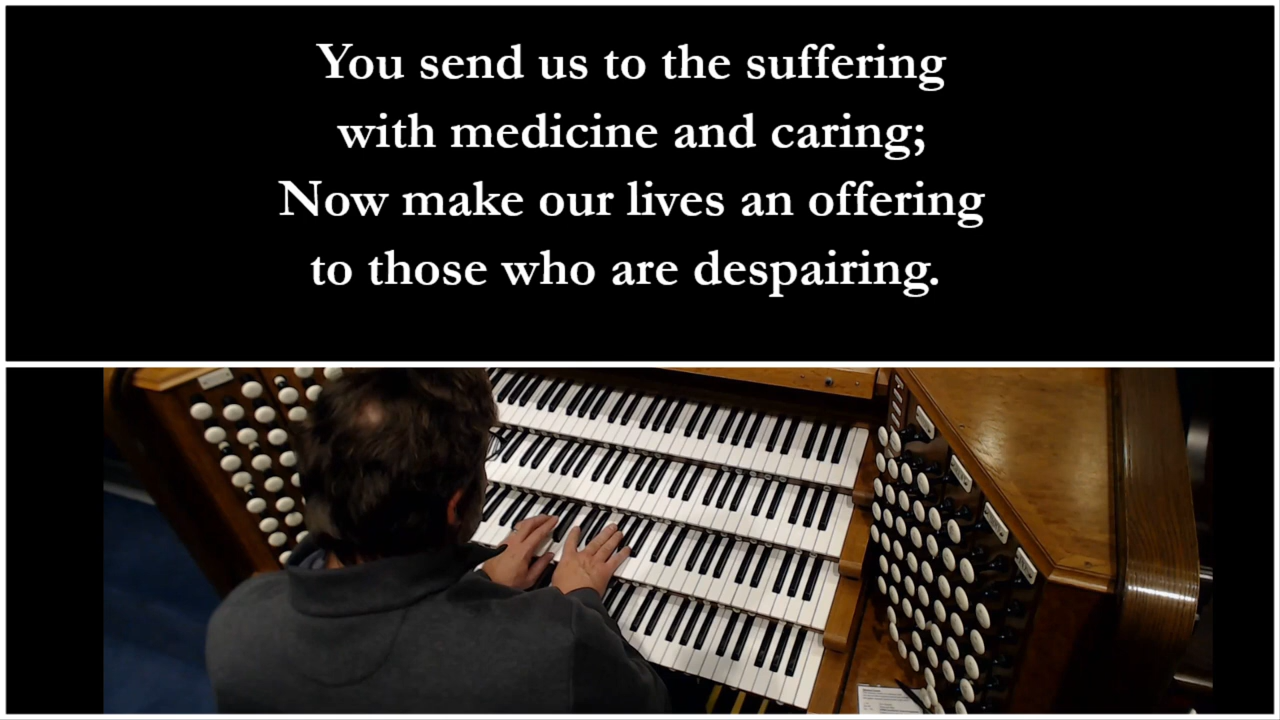 You send us to the suffering
with medicine and caring;
Now make our lives an offering
to those who are despairing.